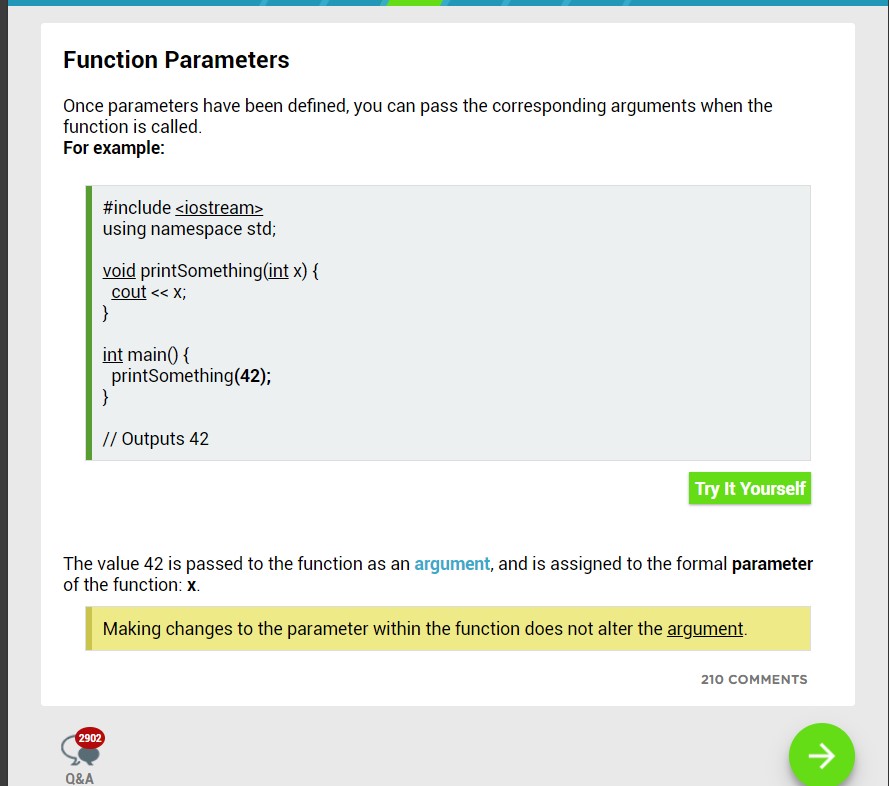 Function Parameters
Once parameters have been defined, you can pass the corresponding arguments when the
function is called.
For example:
#include <iostream>
using namespace std;
void printSomething(int x) {
cout << x;
}
int main() {
printSomething(42);
}
// Outputs 42
Try It Yourself
The value 42 is passed to the function as an argument, and is assigned to the formal parameter
of the function: x.
Making changes to the parameter within the function does not alter the argument.
210 COMMENTS
2902
Q&A